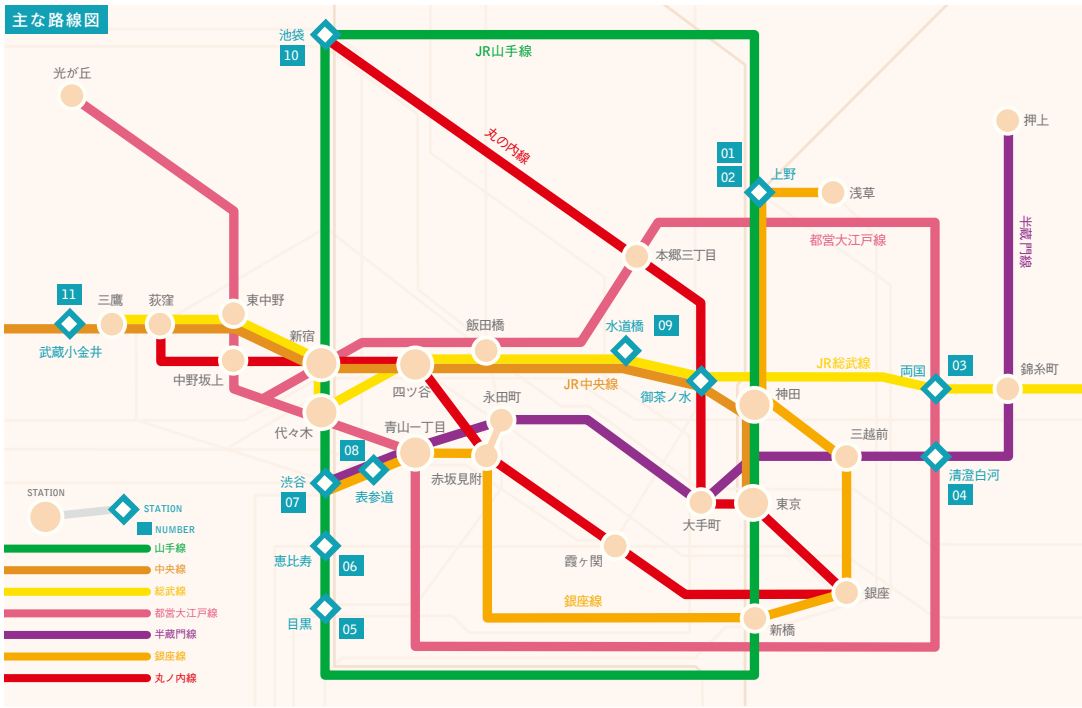 主な路線図
池袋
10
JR山手線
光が丘
丸の内線
押上
01
02
上野
浅草
半蔵門線
都営大江戸線
本郷三丁目
11
三鷹
荻窪
東中野
武蔵小金井
新宿
飯田橋
水道橋
09
中野坂上
四ツ谷
JR中央線
JR総武線
両国
03
錦糸町
御茶ノ水
神田
永田町
代々木
青山一丁目
三越前
08
渋谷
07
表参道
赤坂見附
清澄白河
04
大手町
東京
STATION
STATION
NUMBER
恵比寿
06
霞ヶ関
目黒
05
銀座線
銀座
新橋
山手線
中央線
総武線
都営大江戸線
半蔵門線
銀座線
丸ノ内線